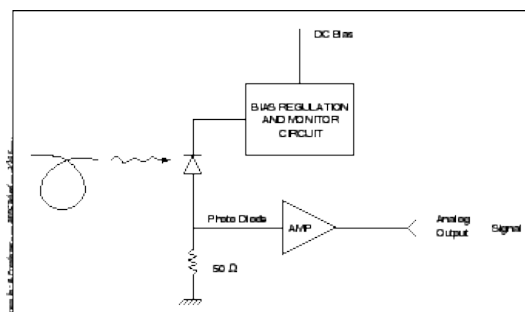 DC Bias
BIAS REGULATION
AND MONITOR
CIRCUIT
Photo Diode
AMP
Analog
Output Signal
50 Ω